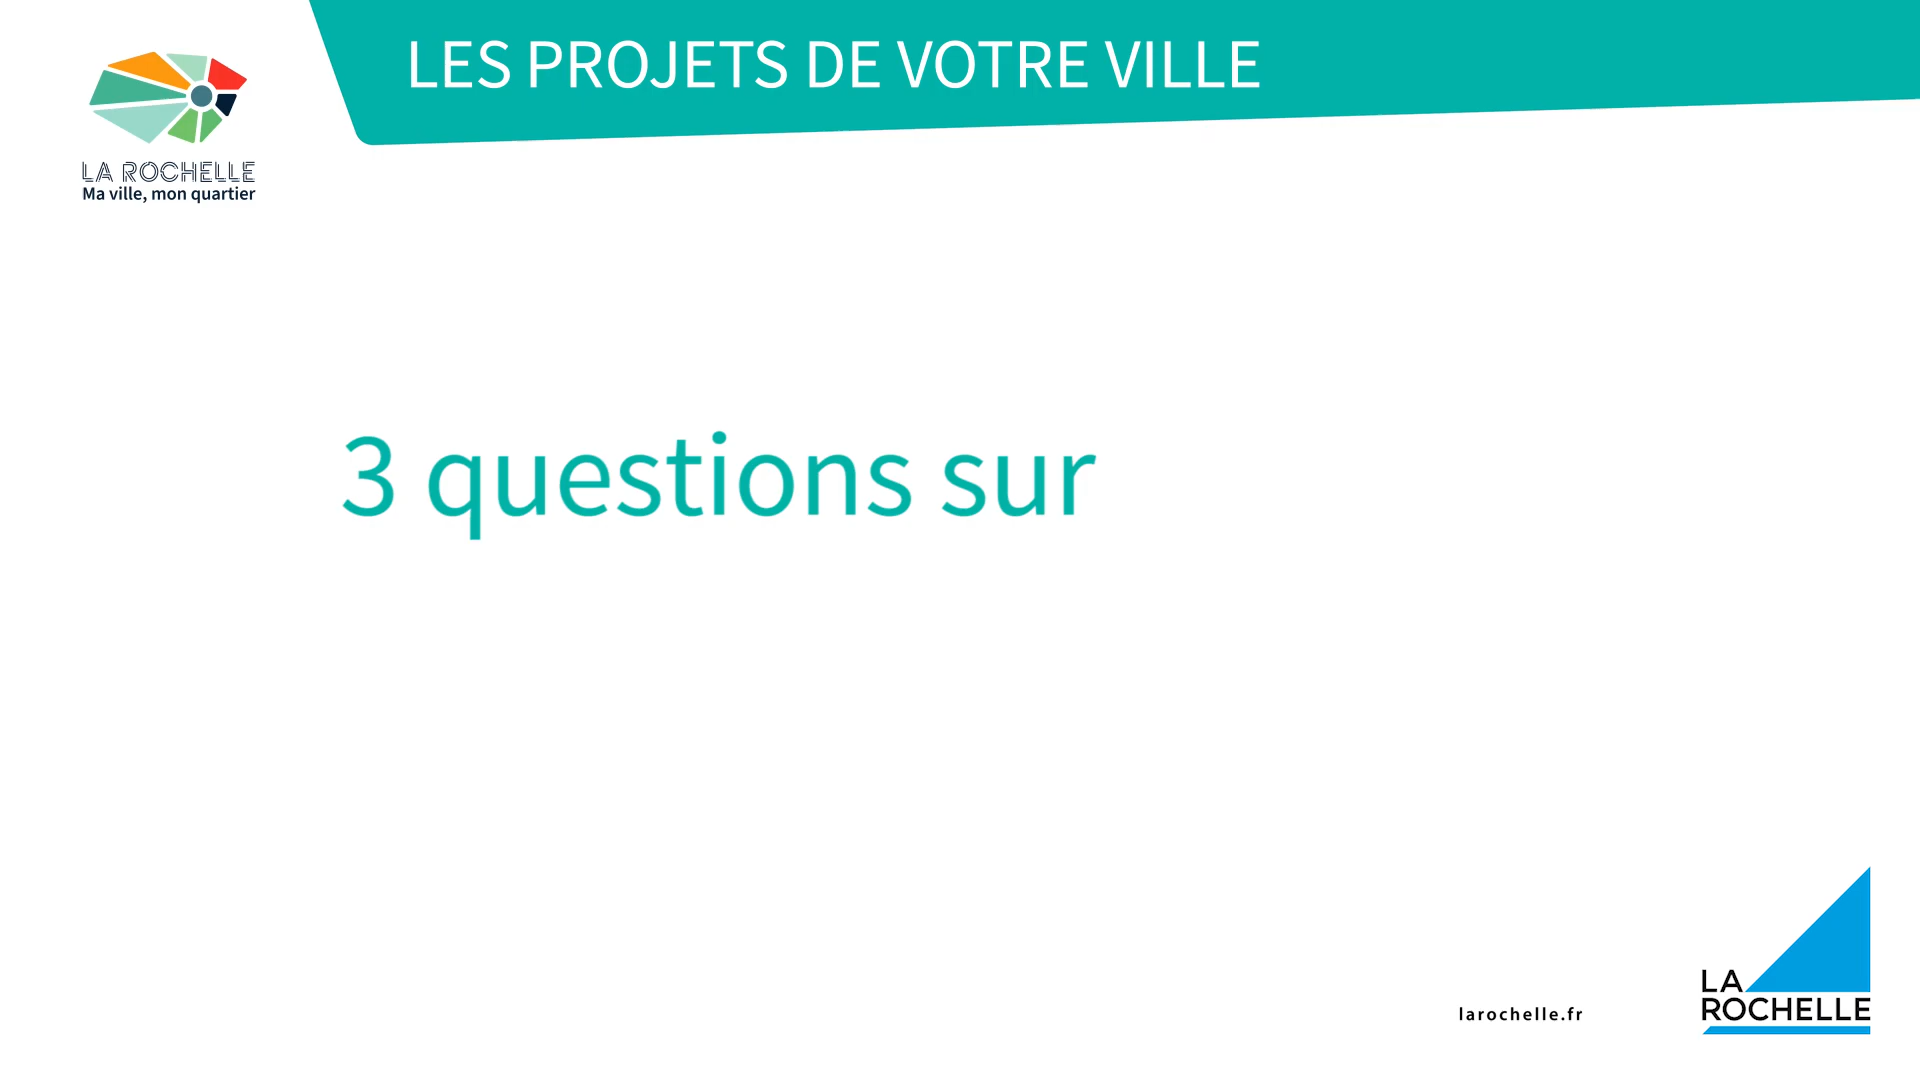 LES PROJETS DE VOTRE VILLE
LA ROCHELLE
Ma ville, mon quartier
3 questions sur
larochelle.fr
LA
ROCHELLE